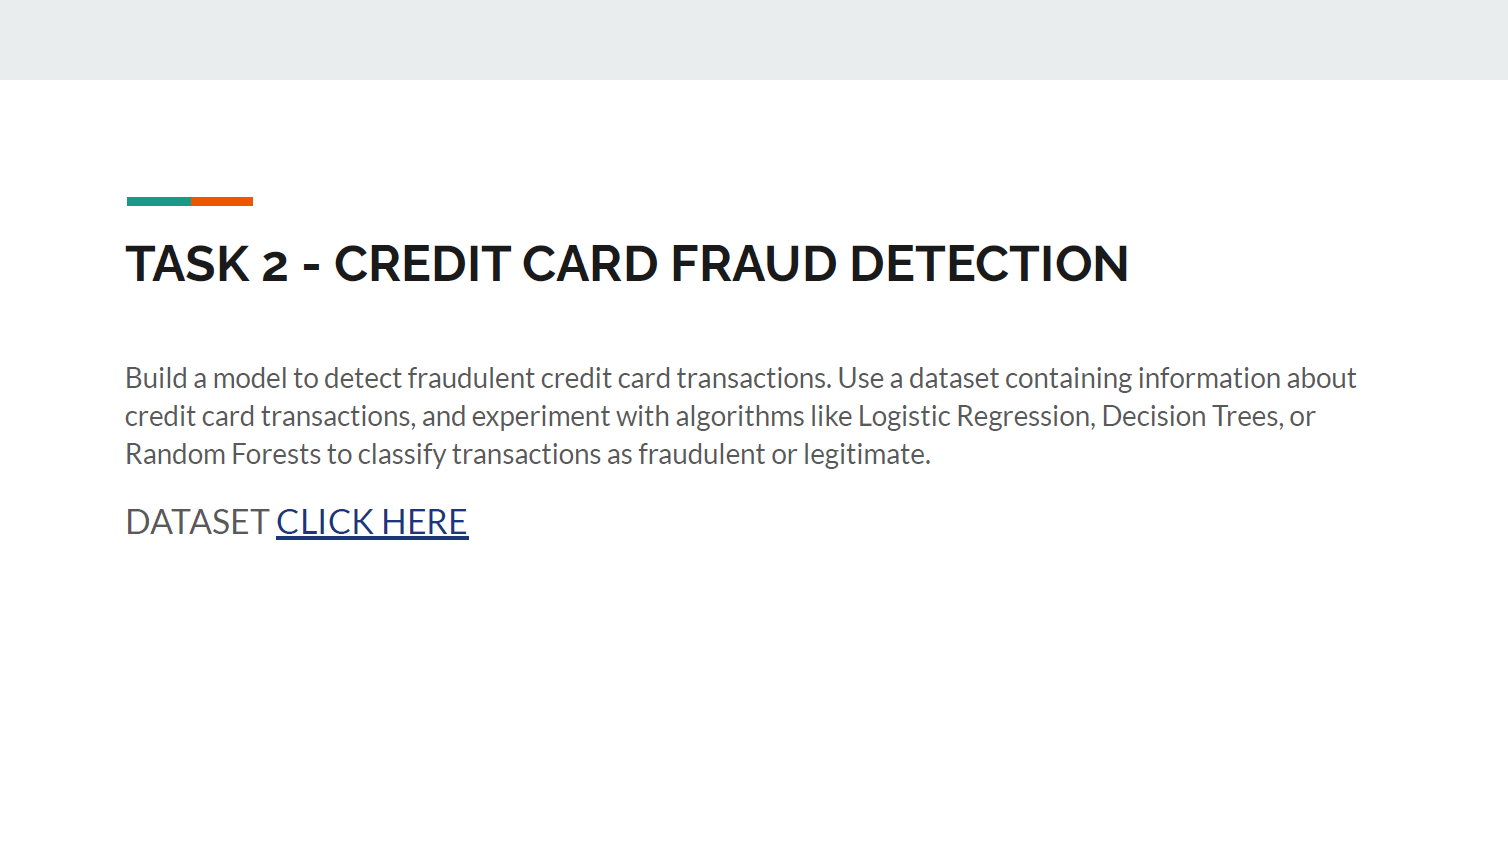 TASK 2 - CREDIT CARD FRAUD DETECTION
Build a model to detect fraudulent credit card transactions. Use a dataset containing information about
credit card transactions, and experiment with algorithms like Logistic Regression, Decision Trees, or
Random Forests to classify transactions as fraudulent or legitimate.
DATASET CLICK HERE